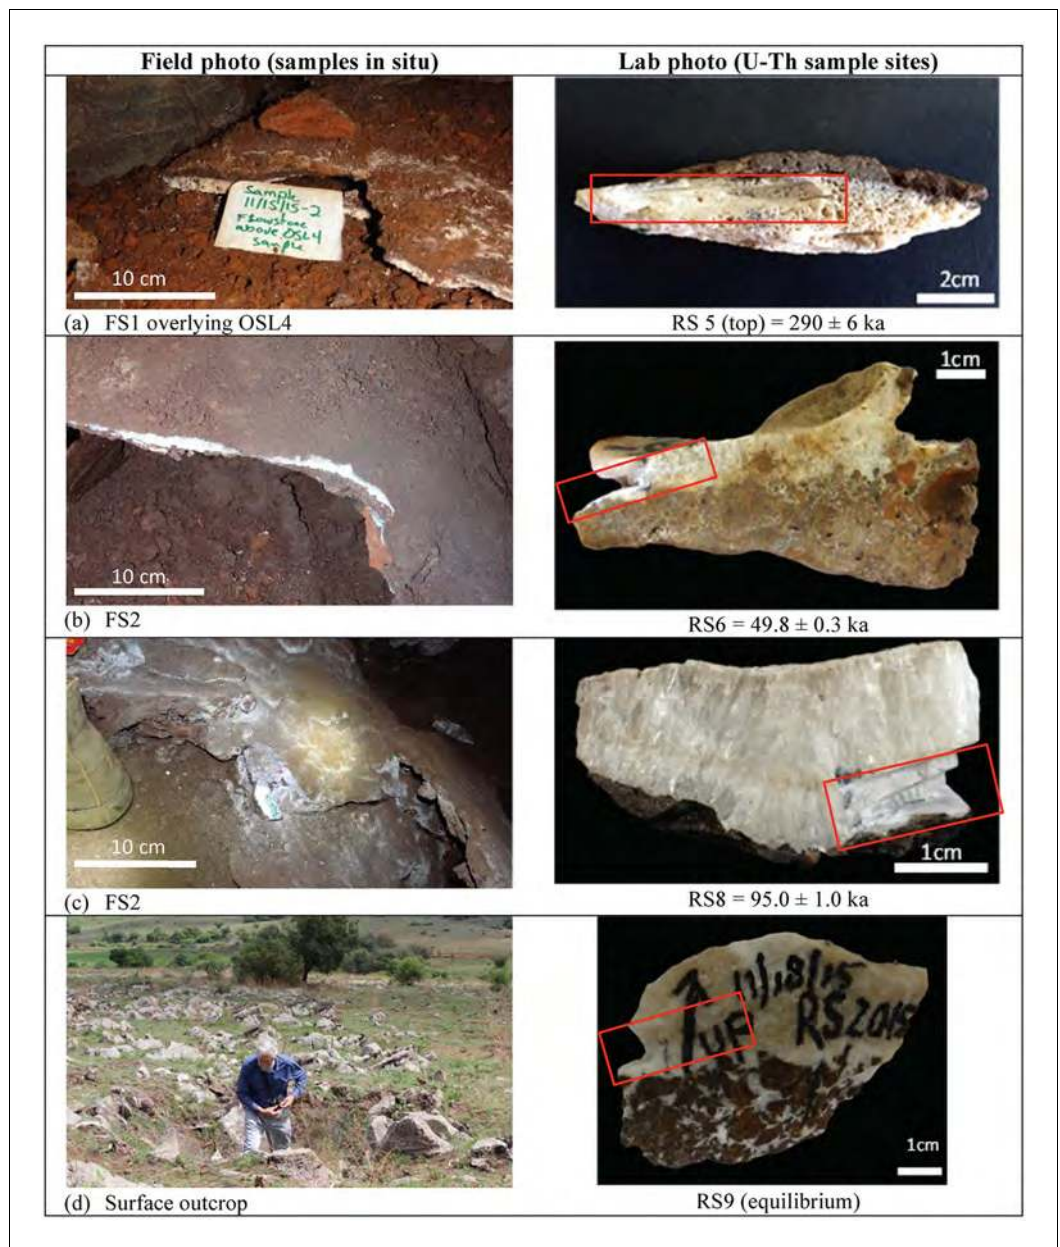 Field photo (samples in situ)
Lab photo (U-Th sample sites)
Sample
11/15/15-2
Flowstone
above OSL4
sample
10 cm
2cm
(a) FS1 overlying OSL4
RS 5 (top) = 290 ± 6 ka
10 cm
1cm
(b) FS2
RS6 = 49.8 ± 0.3 ka
10 cm
1cm
(c) FS2
RS8 = 95.0 ± 1.0 ka
11/18/15
UP RS2015
1cm
(d) Surface outcrop
RS9 (equilibrium)